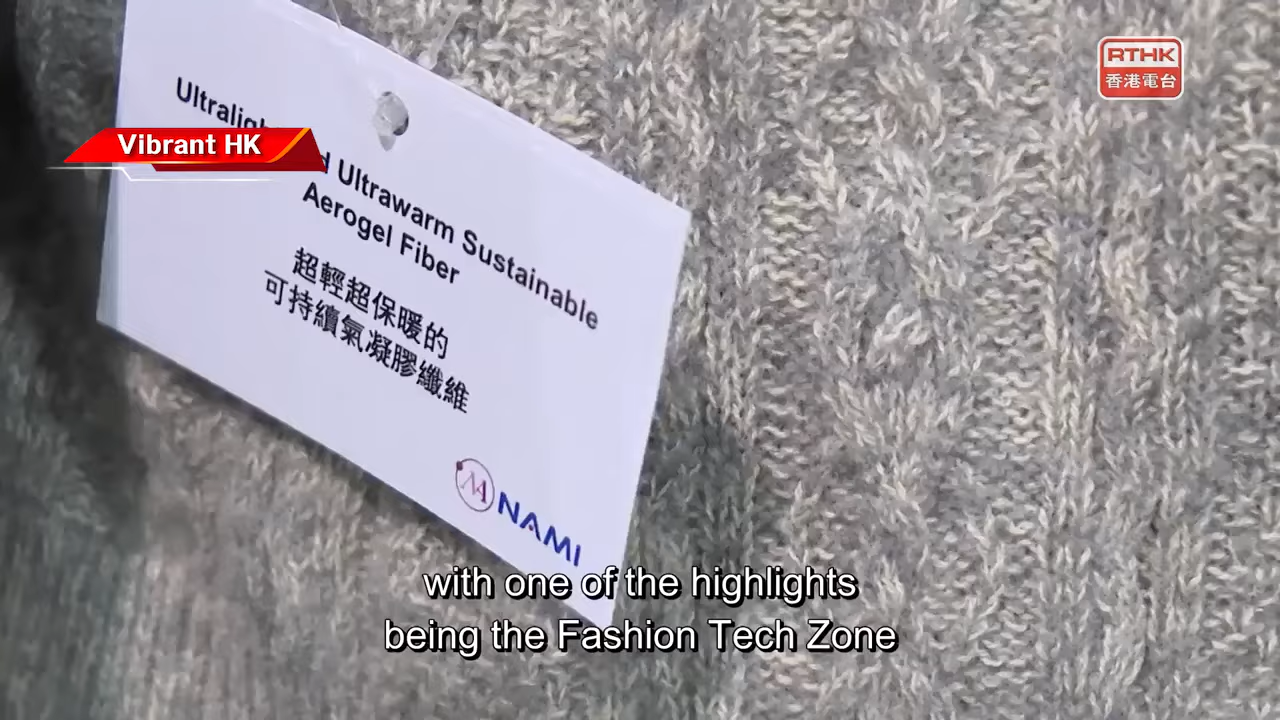 RTHK
香港電台
Vibrant HK
Ultrawarm Sustainable
Aerogel Fiber
超輕超保暖的
可持續氣凝膠纖維
NAMI
with one of the highlights
being the Fashion Tech Zone